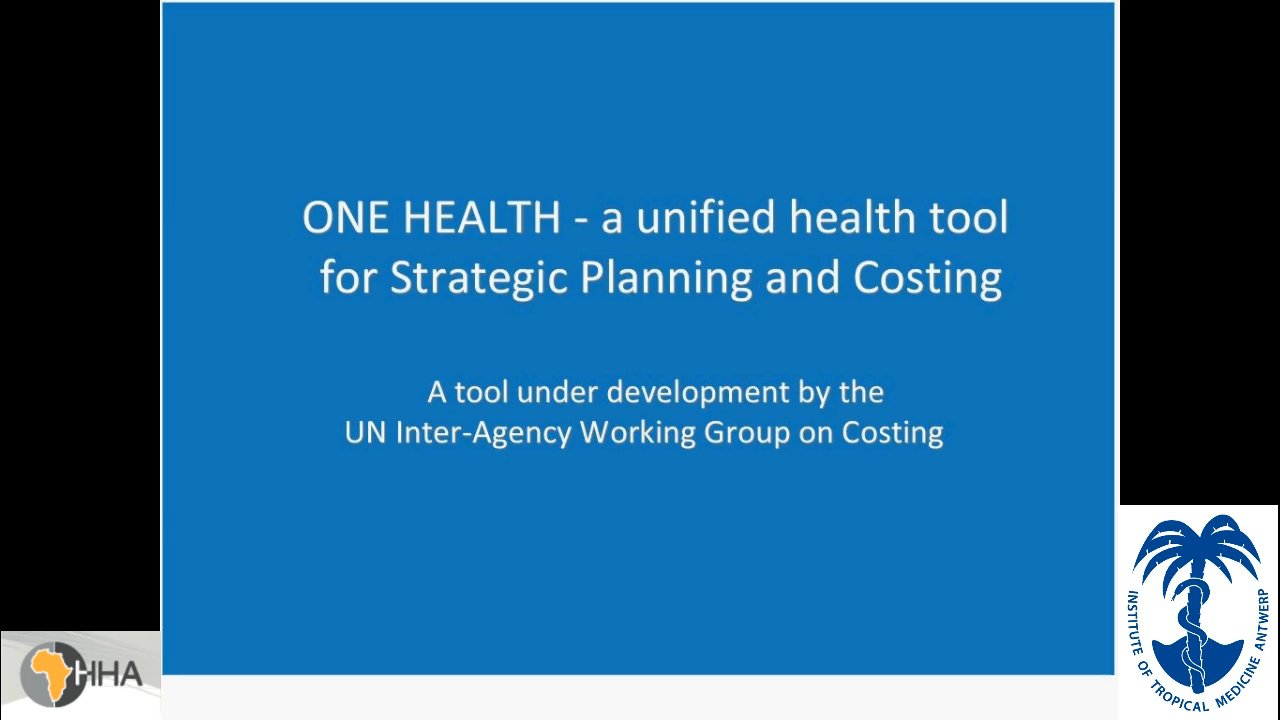 ONE HEALTH - a unified health tool
for Strategic Planning and Costing
A tool under development by the
UN Inter-Agency Working Group on Costing
HHA
INSTITUTE OF TROPICAL MEDICINE ANTWERP